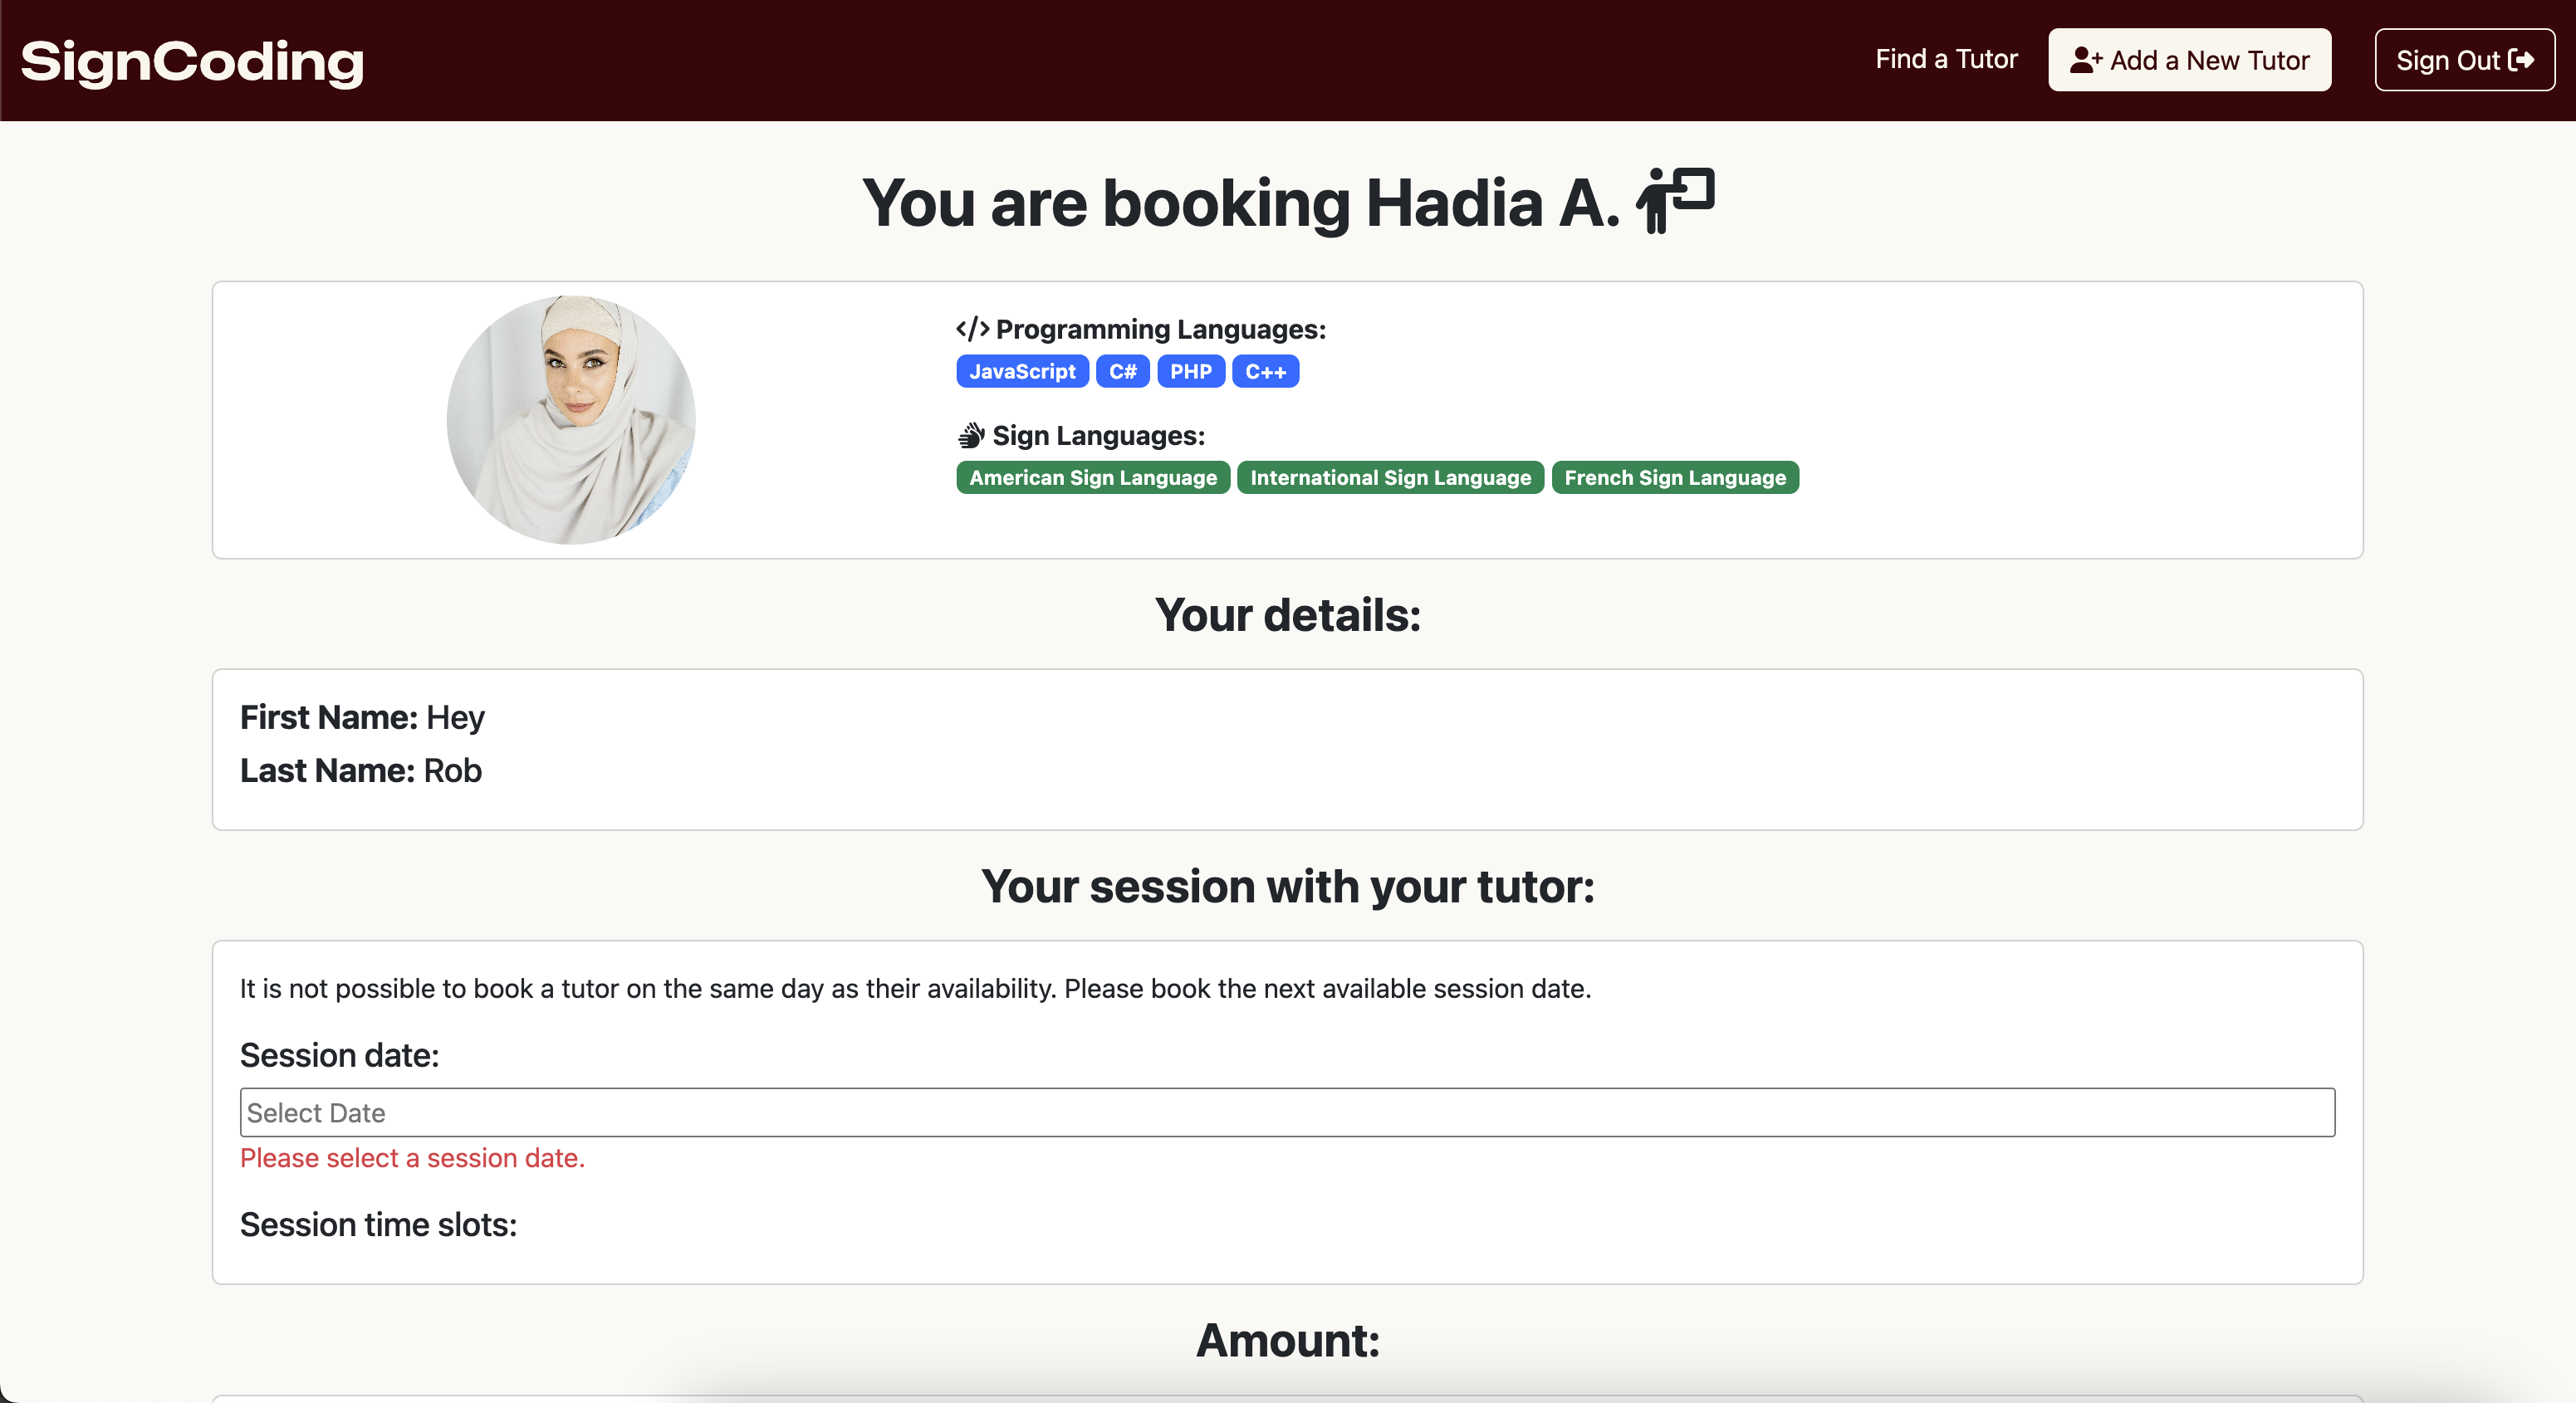 SignCoding
Find a Tutor
Add a New Tutor
Sign Out
You are booking Hadia A.
</> Programming Languages:
JavaScript C# PHP C++
Sign Languages:
American Sign Language International Sign Language French Sign Language
Your details:
First Name: Hey
Last Name: Rob
Your session with your tutor:
It is not possible to book a tutor on the same day as their availability. Please book the next available session date.
Session date:
Select Date
Please select a session date.
Session time slots:
Amount: